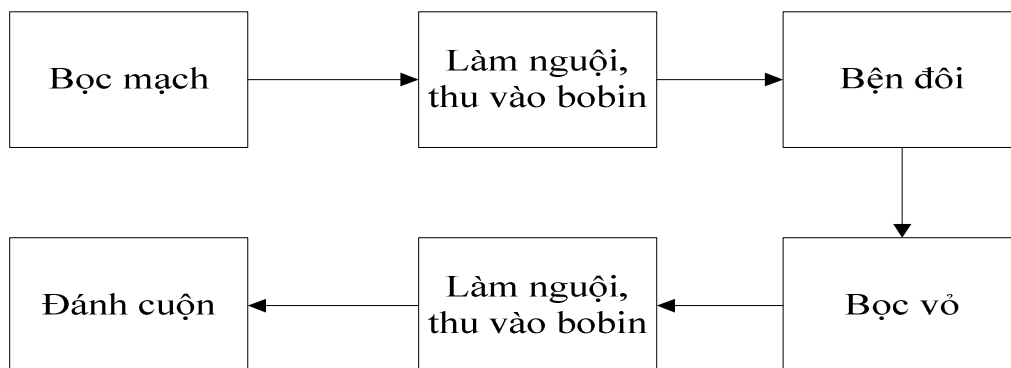 Bọc mạch
Làm nguội,
thu vào bobin
Bện đôi
Bọc vỏ
Làm nguội,
thu vào bobin
Đánh cuộn